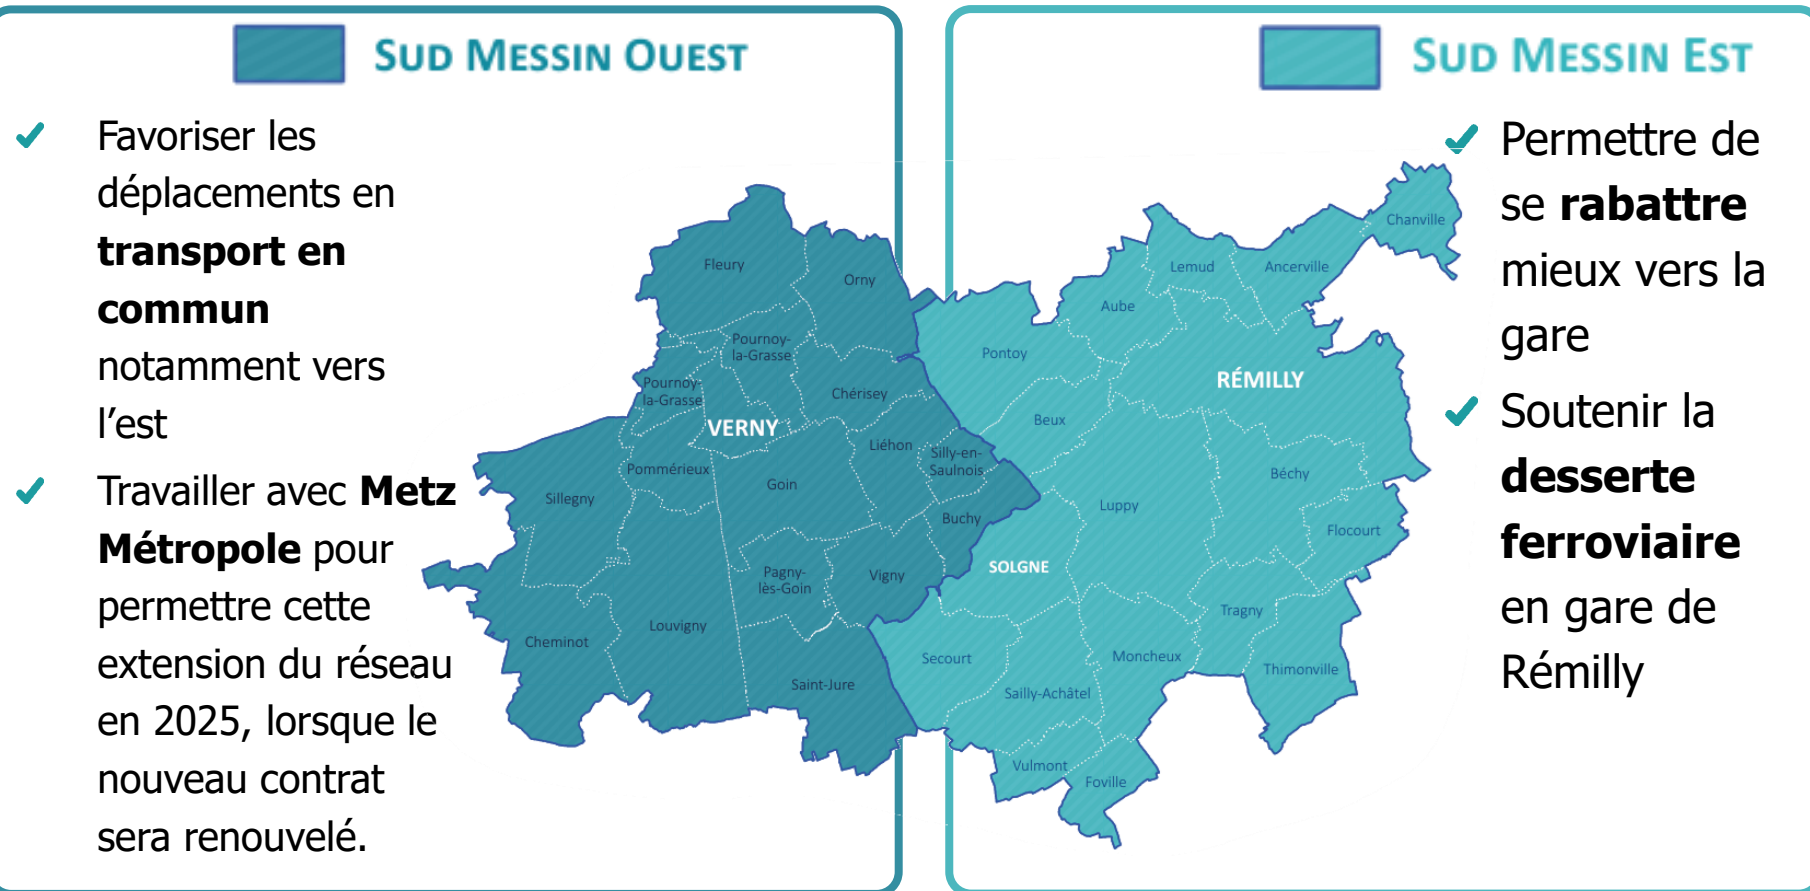 SUD MESSIN OUEST
Favoriser les
déplacements en
transport en
commun
notamment vers
l’est
Travailler avec Metz
Métropole pour
permettre cette
extension du réseau
en 2025, lorsque le
nouveau contrat
sera renouvelé.
SUD MESSIN EST
Permettre de
se rabattre
mieux vers la
gare
Soutenir la
desserte
ferroviaire
en gare de
Rémilly
Fleury
Orny
Pournoy-
la-Grasse
Pournoy-
la-Grasse
Chérisey
VERNY
Liéhon
Silly-en-
Saulnois
Pommérieux
Goin
Sillegny
Buchy
Pagny-
lès-Goin
Vigny
Louvigny
Cheminot
Saint-Jure
Chanville
Lemud
Ancerville
Aube
Pontoy
RÉMILLY
Beux
Béchy
Luppy
Flocourt
SOLGNE
Tragny
Secourt
Moncheux
Thimonville
Sailly-Achâtel
Vulmont
Foville